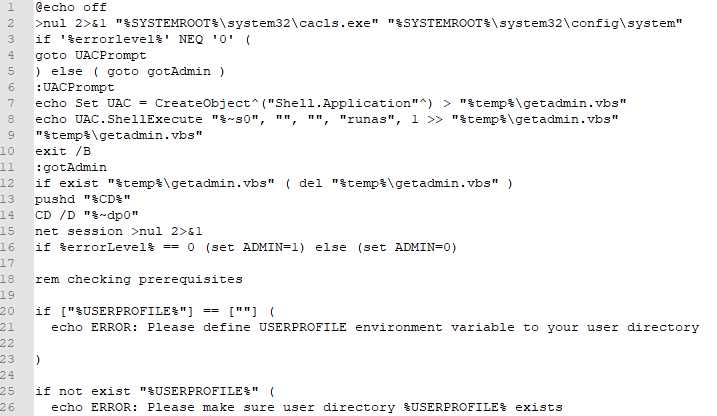 1 @echo off
2 >nul 2>&1 "%SYSTEMROOT%\system32\cacls.exe" "%SYSTEMROOT%\system32\config\system"
3 if '%errorlevel%' NEQ '0' (
4 goto UACPrompt
5 ) else ( goto gotAdmin )
6 :UACPrompt
7 echo Set UAC = CreateObject^("Shell.Application"^) > "%temp%\getadmin.vbs"
8 echo UAC.ShellExecute "%~s0", "", "", "runas", 1 >> "%temp%\getadmin.vbs"
9 "%temp%\getadmin.vbs"
10 exit /B
11 :gotAdmin
12 if exist "%temp%\getadmin.vbs" ( del "%temp%\getadmin.vbs" )
13 pushd "%CD%"
14 CD /D "%~dp0"
15 net session >nul 2>&1
16 if %errorLevel% == 0 (set ADMIN=1) else (set ADMIN=0)
17
18 rem checking prerequisites
19
20 if ["%USERPROFILE%"] == [""] (
21   echo ERROR: Please define USERPROFILE environment variable to your user directory
22
23 )
24
25 if not exist "%USERPROFILE%" (
26   echo ERROR: Please make sure user directory %USERPROFILE% exists